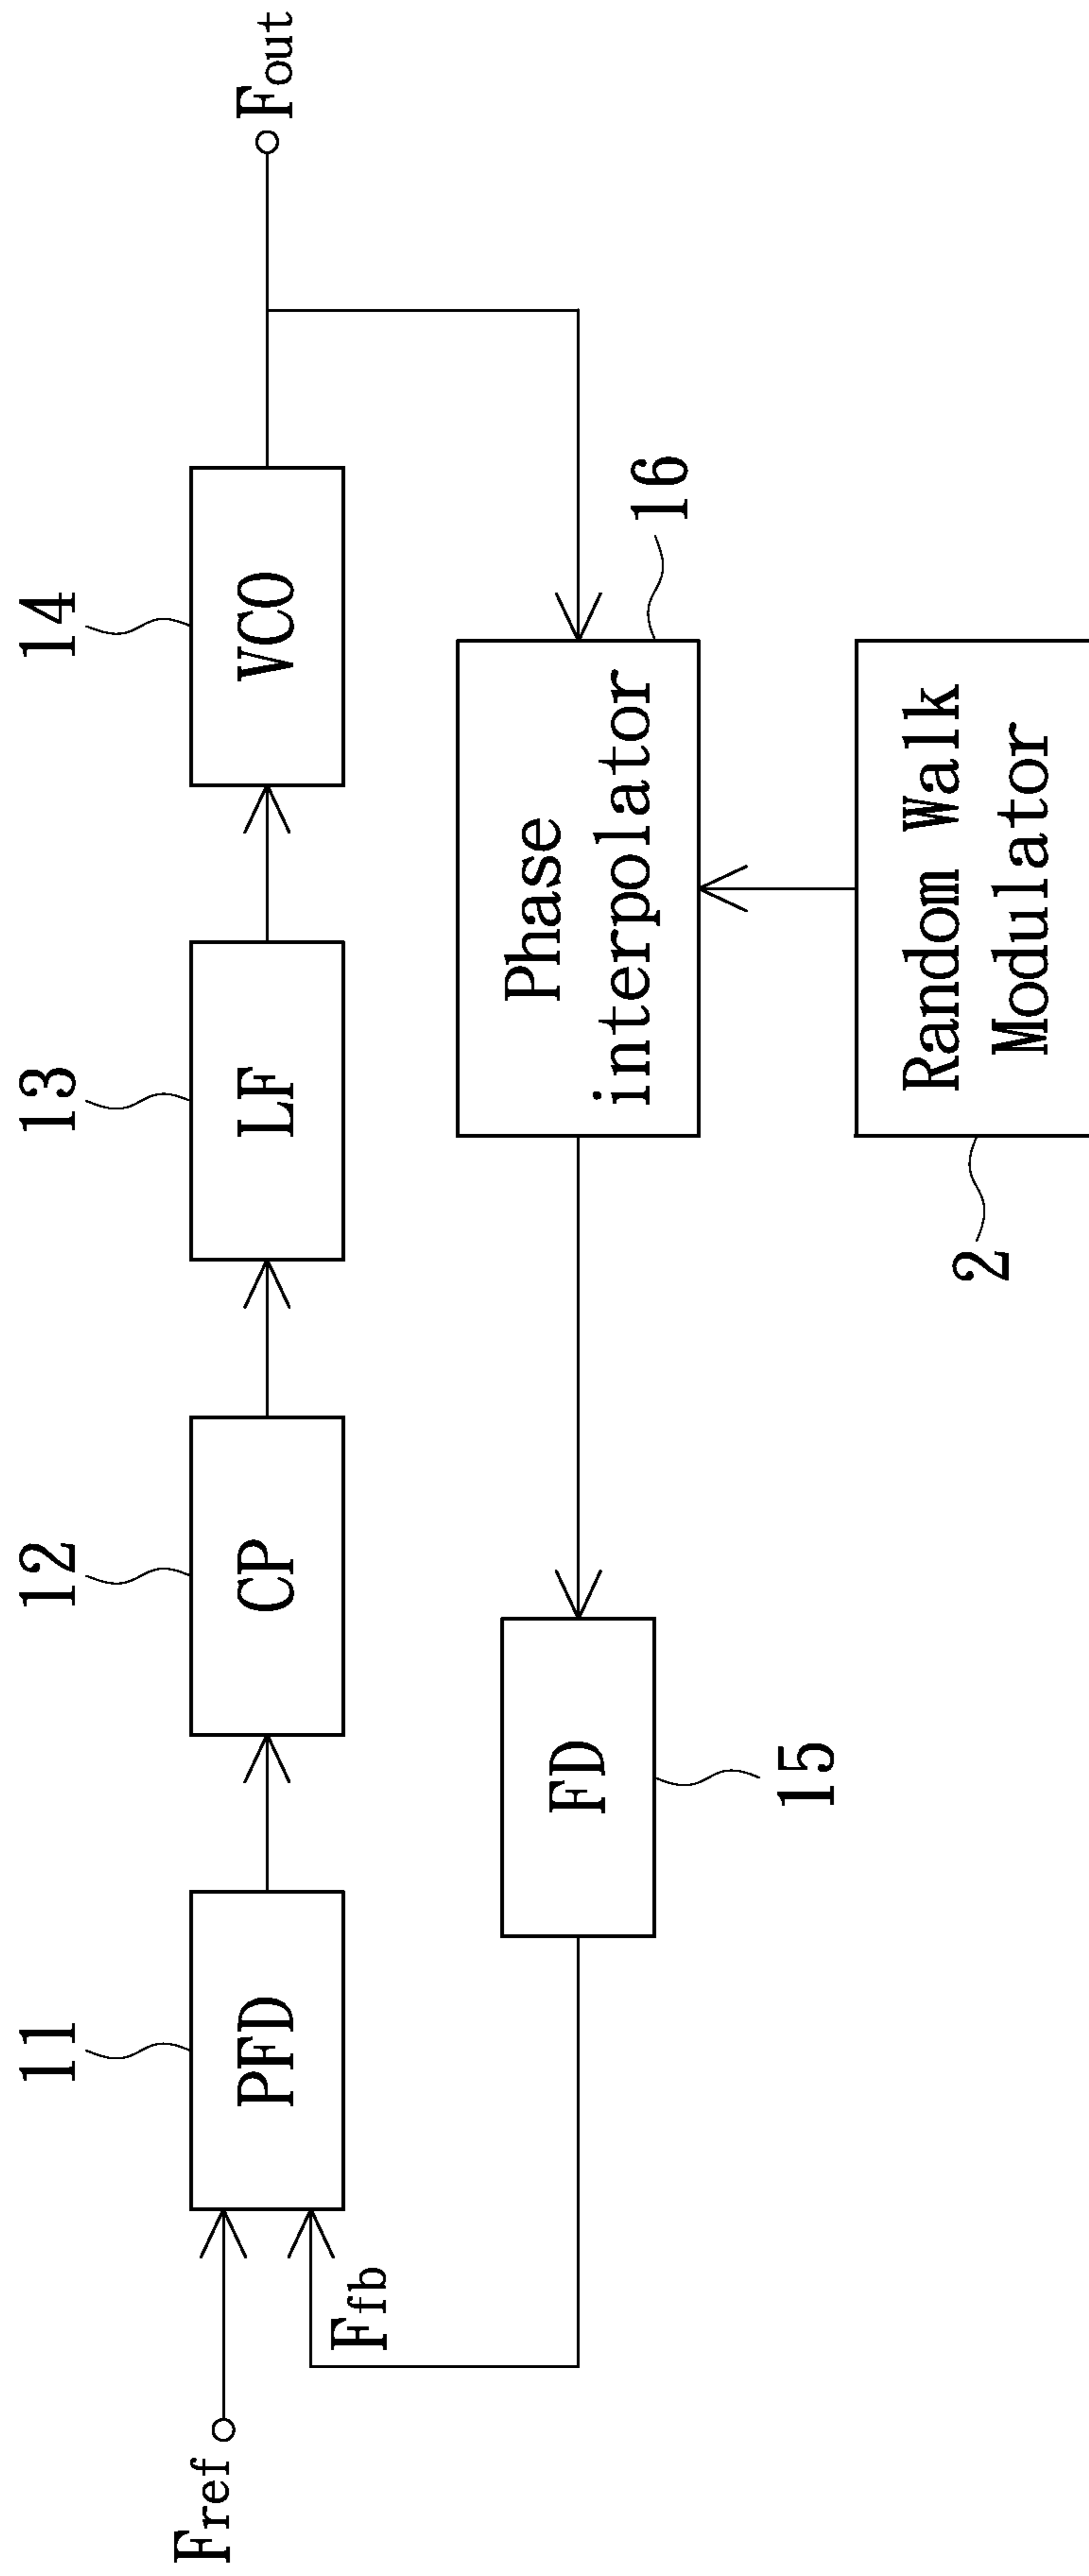 11
12
13
14
Fref
PFD
CP
LF
VCO
Fout
Ffb
FD
15
Phase
interpolator
16
Random Walk
Modulator
2